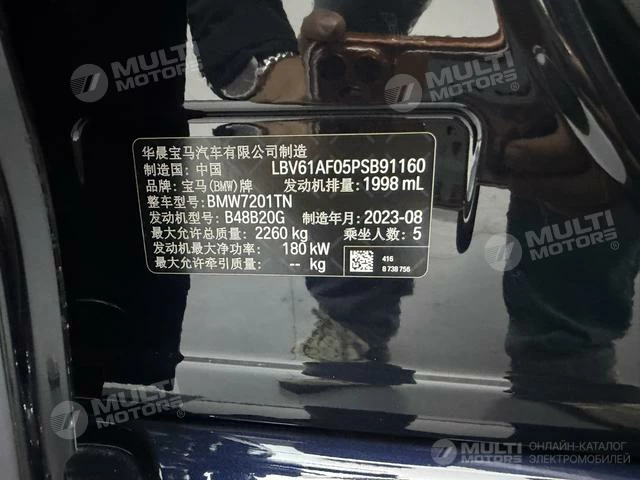 MULTI
MOTORS®
MULTI
MOTORS®
华晨宝马汽车有限公司制造
制造国: 中国 LBV61AF05PSB91160
品牌: 宝马(BMW)牌 发动机排量: 1998 mL
整车型号: BMW7201TN
发动机型号: B48B20G 制造年月: 2023-08
最大允许总质量: 2260 kg 乘坐人数: 5
发动机最大净功率: 180 kW
最大允许牵引质量: -- kg
416
8 738 756
MULTI
MOTORS®
MULTI
MOTORS®
MULTI
MOTORS
ОНЛАЙН-КАТАЛОГ
ЭЛЕКТРОМОБИЛЕЙ